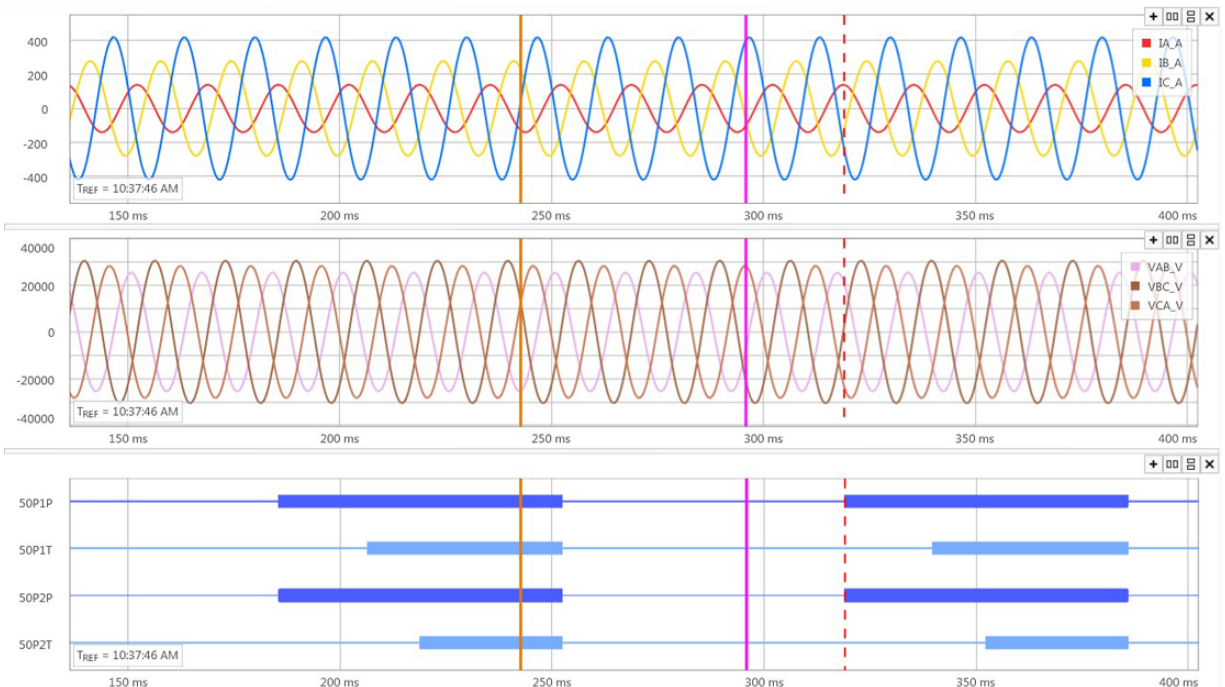 400
200
0
-200
-400
IA_A
IB_A
IC_A
TREF = 10:37:46 AM
150 ms 200 ms 250 ms 300 ms 350 ms 400 ms
40000
20000
0
-20000
-40000
VAB_V
VBC_V
VCA_V
TREF = 10:37:46 AM
150 ms 200 ms 250 ms 300 ms 350 ms 400 ms
50P1P
50P1T
50P2P
50P2T
TREF = 10:37:46 AM
150 ms 200 ms 250 ms 300 ms 350 ms 400 ms